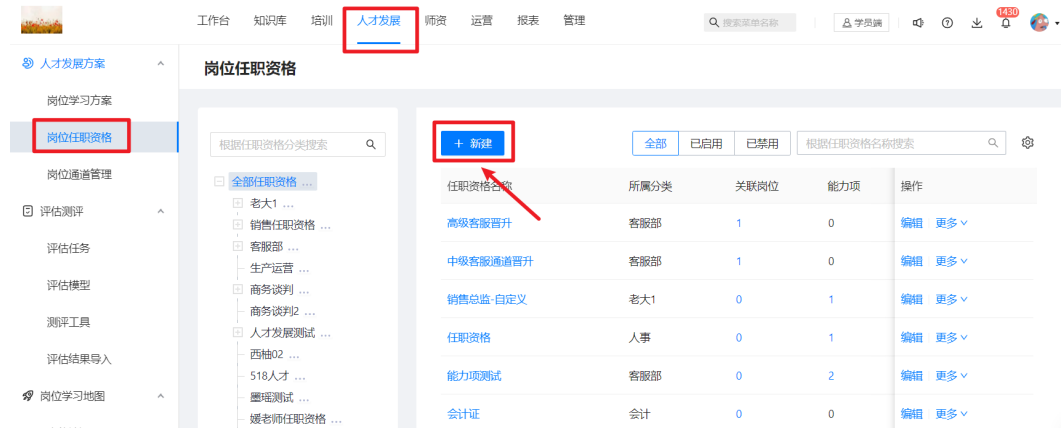 工作台 知识库 培训 人才发展 师资 运营 报表 管理 搜索菜单名称 学员端 1430
人才发展方案
岗位学习方案
岗位任职资格
岗位通道管理
评估测评
评估任务
评估模型
测评工具
评估结果导入
岗位学习地图
岗位任职资格
根据任职资格分类搜索
全部任职资格 ...
老大1 ...
销售任职资格 ...
客服部 ...
生产运营 ...
商务谈判 ...
商务谈判2 ...
人才发展测试 ...
西柚02 ...
518人才 ...
墨瑶测试 ...
媛老师任职资格 ...
+ 新建 全部 已启用 已禁用 根据任职资格名称搜索
任职资格名称 所属分类 关联岗位 能力项 操作
高级客服晋升 客服部 1 0 编辑 更多
中级客服通道晋升 客服部 1 0 编辑 更多
销售总监-自定义 老大1 0 1 编辑 更多
任职资格 人事 0 1 编辑 更多
能力项测试 客服部 0 2 编辑 更多
会计证 会计 0 0 编辑 更多